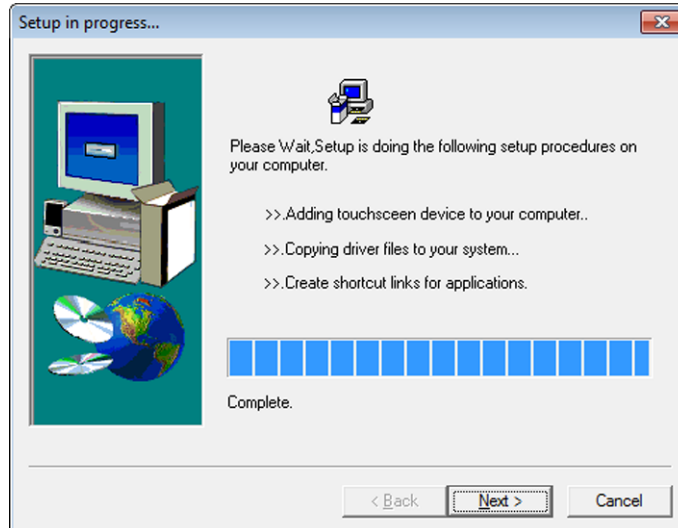 Setup in progress...
Please Wait,Setup is doing the following setup procedures on
your computer.
>>.Adding touchsceen device to your computer..
>>.Copying driver files to your system...
>>.Create shortcut links for applications.
Complete.
< Back
Next >
Cancel